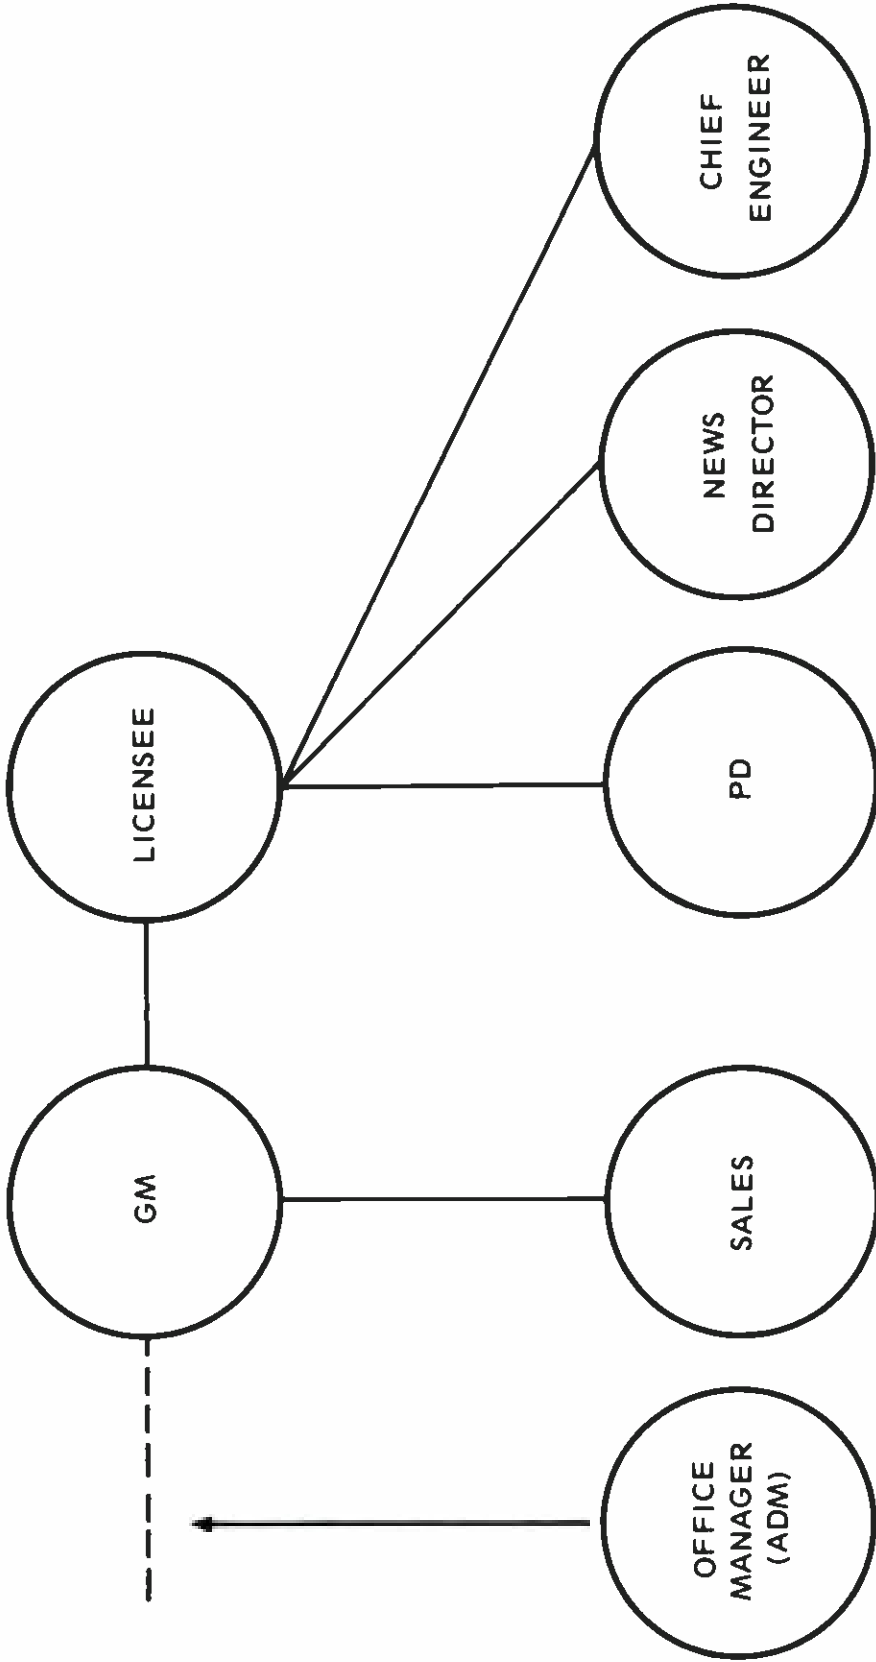 GM
LICENSEE
OFFICE
MANAGER
(ADM)
SALES
PD
NEWS
DIRECTOR
CHIEF
ENGINEER